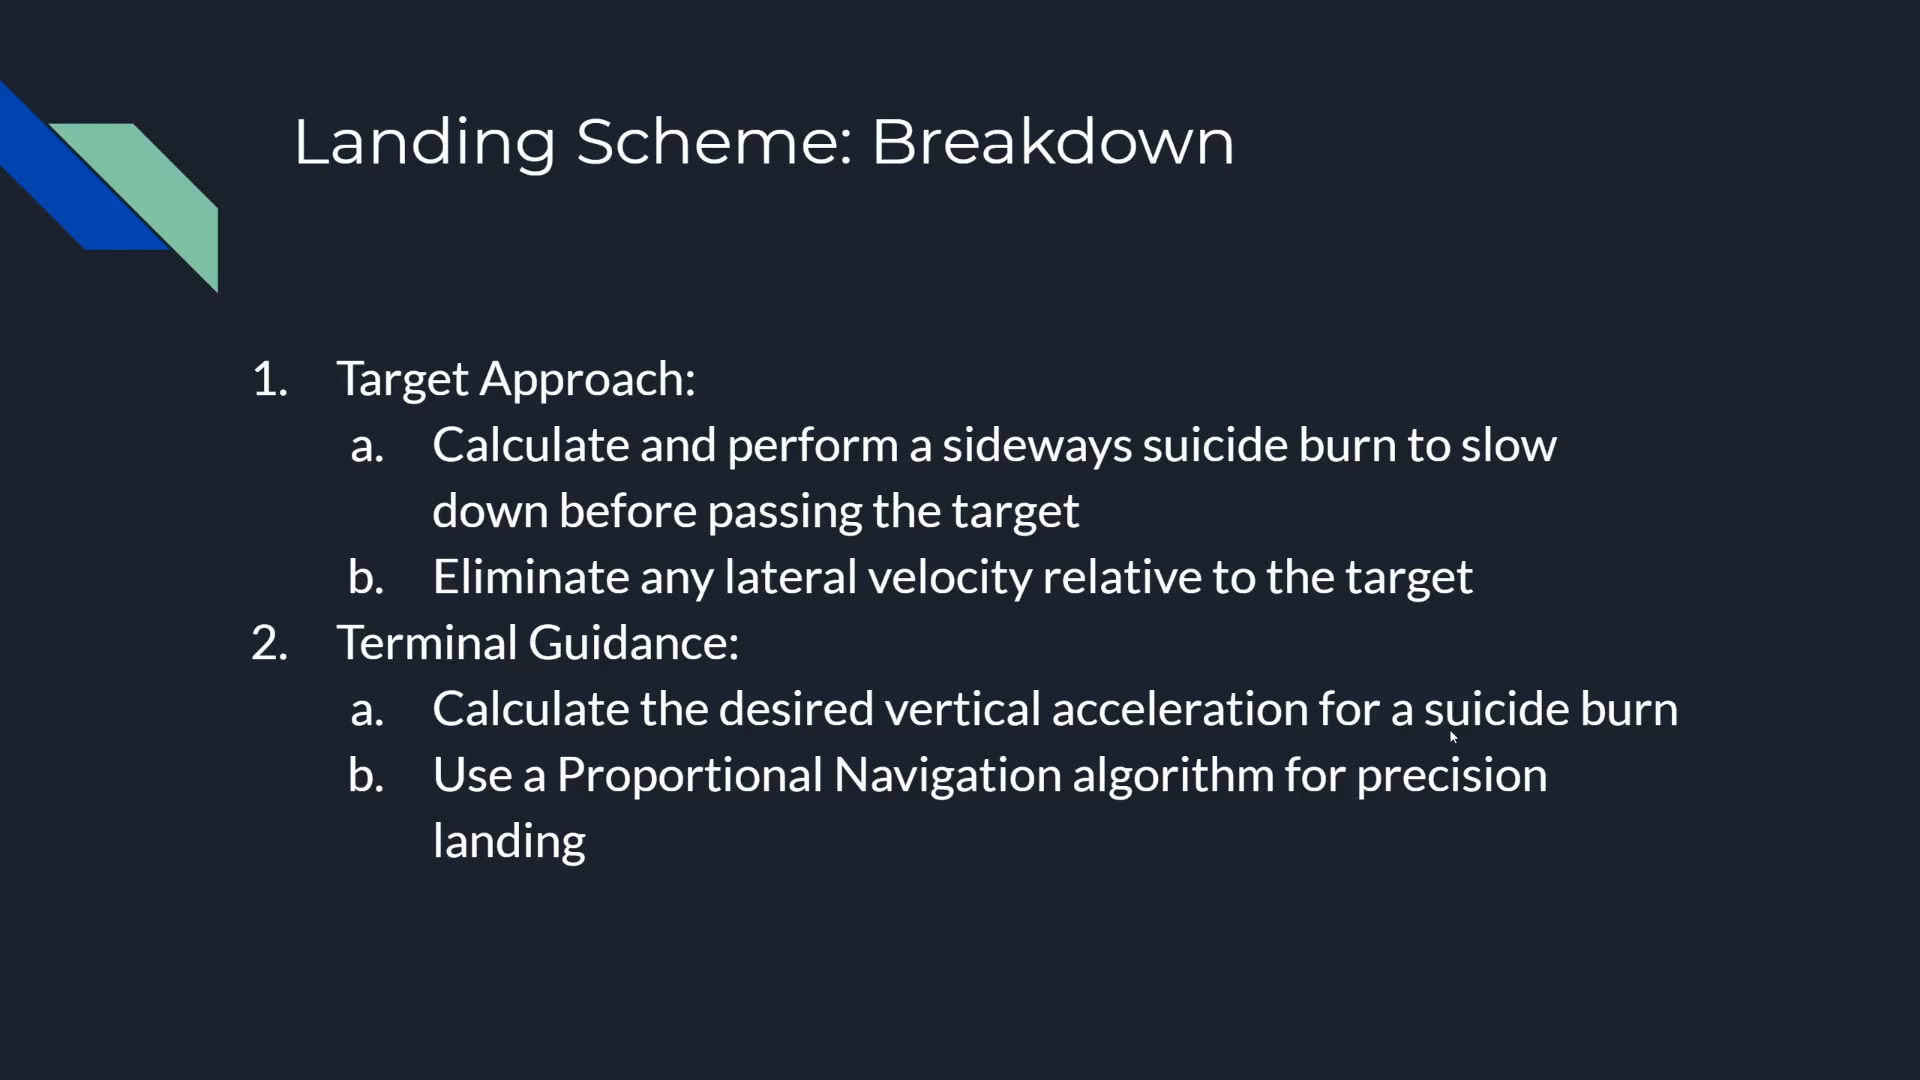 Landing Scheme: Breakdown
1. Target Approach:
a. Calculate and perform a sideways suicide burn to slow
down before passing the target
b. Eliminate any lateral velocity relative to the target
2. Terminal Guidance:
a. Calculate the desired vertical acceleration for a suicide burn
b. Use a Proportional Navigation algorithm for precision
landing